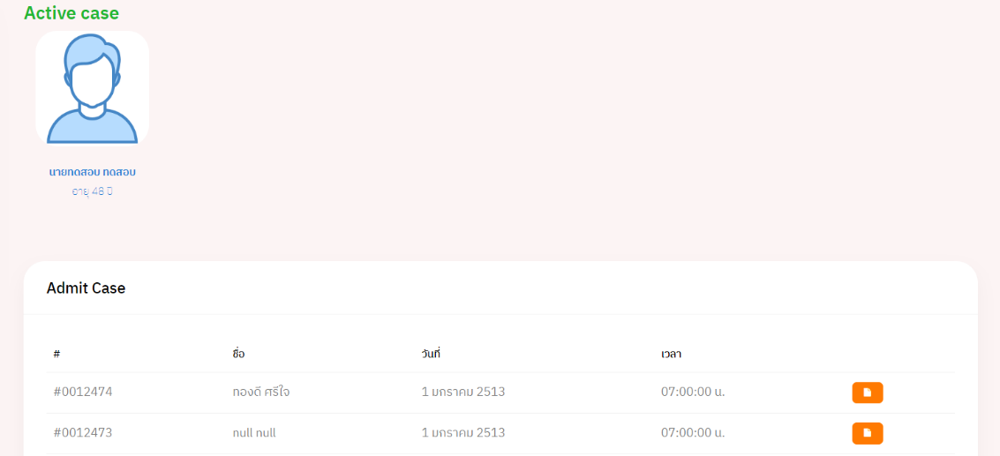 Active case
นายทดสอบ ทดสอบ
อายุ 48 ปี
Admit Case
# ชื่อ วันที่ เวลา
#0012474 ทองดี ศรีใจ 1 มกราคม 2513 07:00:00 น.
#0012473 null null 1 มกราคม 2513 07:00:00 น.